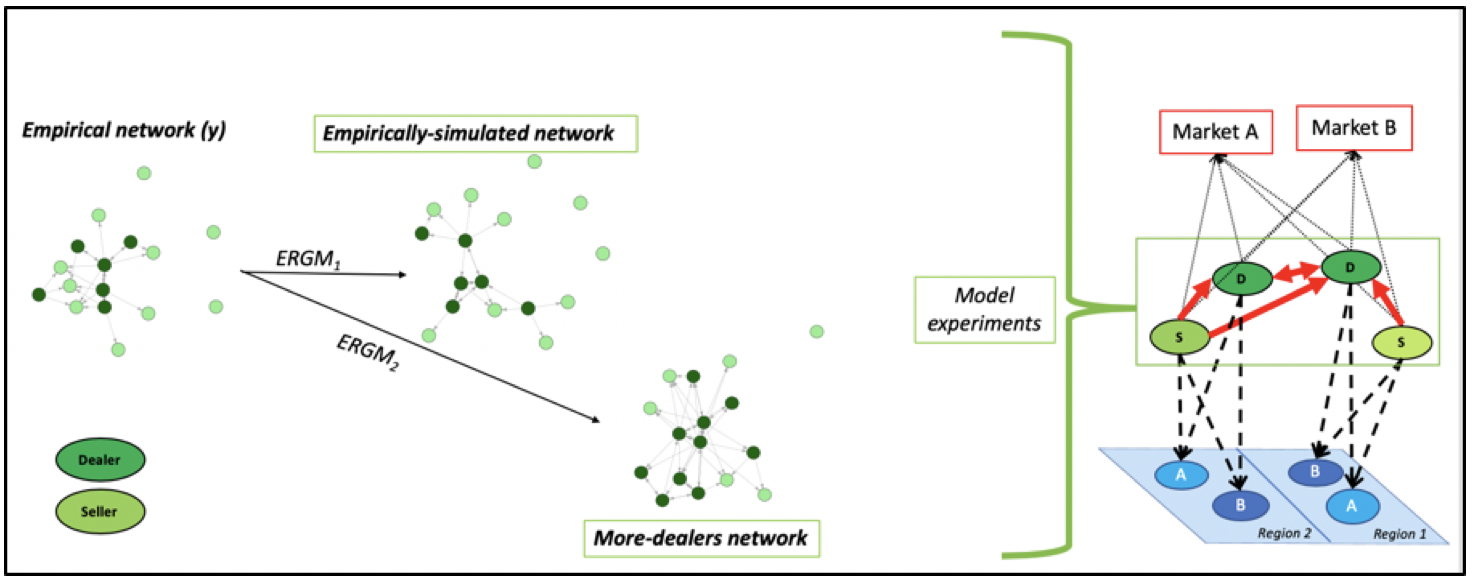 Empirical network (y)
Empirically-simulated network
ERGM1
ERGM2
Dealer
Seller
More-dealers network
Model
experiments
Market A
Market B
D
D
S
S
A
B
B
A
Region 2
Region 1